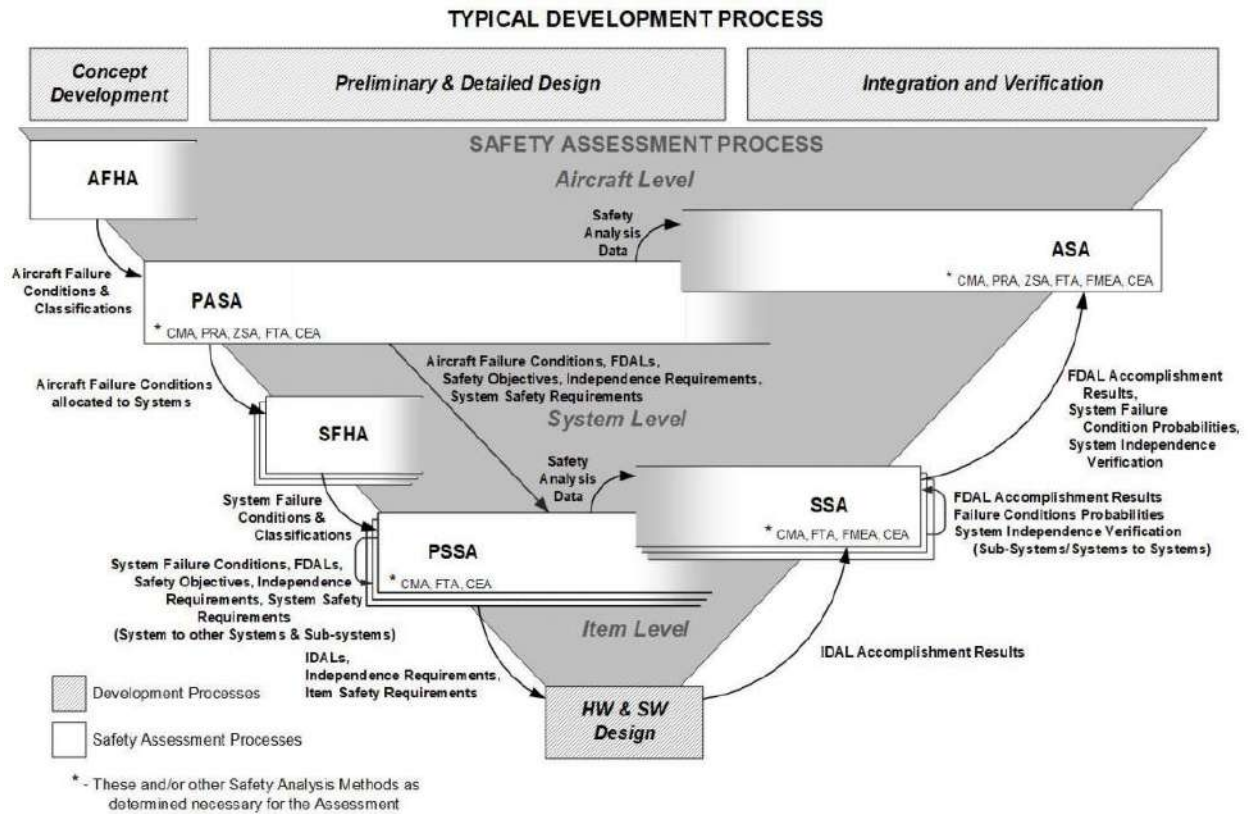 TYPICAL DEVELOPMENT PROCESS
Concept
Development
Preliminary & Detailed Design
Integration and Verification
SAFETY ASSESSMENT PROCESS
Aircraft Level
AFHA
Safety
Analysis
Data
ASA
* CMA, PRA, ZSA, FTA, FMEA, CEA
Aircraft Failure
Conditions &
Classifications
PASA
* CMA, PRA, ZSA, FTA, CEA
Aircraft Failure Conditions, FDALs,
Safety Objectives, Independence Requirements,
System Safety Requirements
Aircraft Failure Conditions
allocated to Systems
FDAL Accomplishment
Results,
System Failure
Condition Probabilities,
System Independence
Verification
System Level
SFHA
Safety
Analysis
Data
System Failure
Conditions &
Classifications
SSA
* CMA, FTA, FMEA, CEA
FDAL Accomplishment Results
Failure Conditions Probabilities
System Independence Verification
(Sub-Systems/Systems to Systems)
PSSA
* CMA, FTA, CEA
System Failure Conditions, FDALs,
Safety Objectives, Independence
Requirements, System Safety
Requirements
(System to other Systems & Sub-systems)
Item Level
IDALs,
Independence Requirements,
Item Safety Requirements
IDAL Accomplishment Results
HW & SW
Design
Development Processes
Safety Assessment Processes
* - These and/or other Safety Analysis Methods as
determined necessary for the Assessment